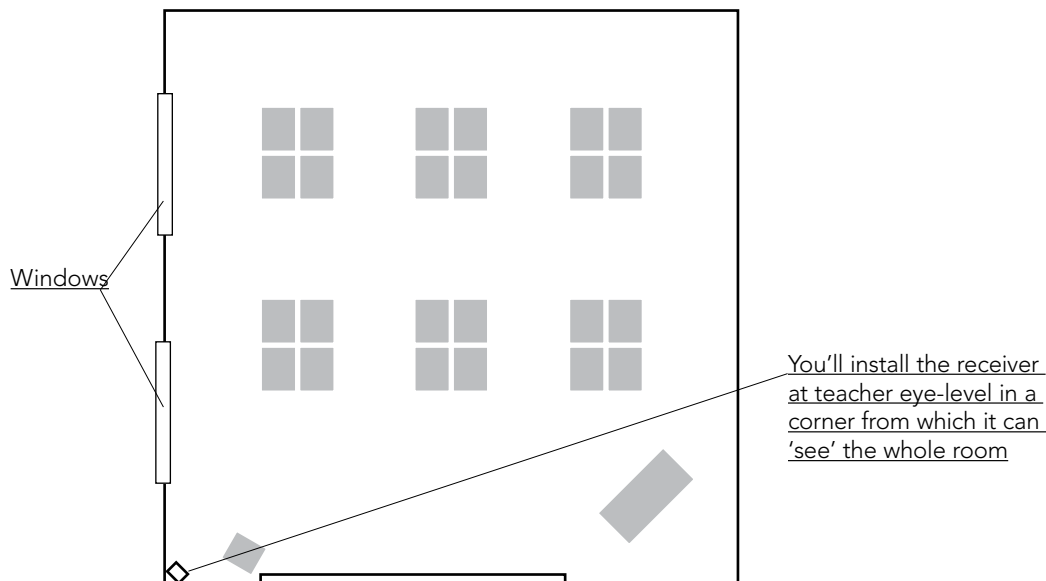 Windows
You’ll install the receiver
at teacher eye-level in a
corner from which it can
‘see’ the whole room